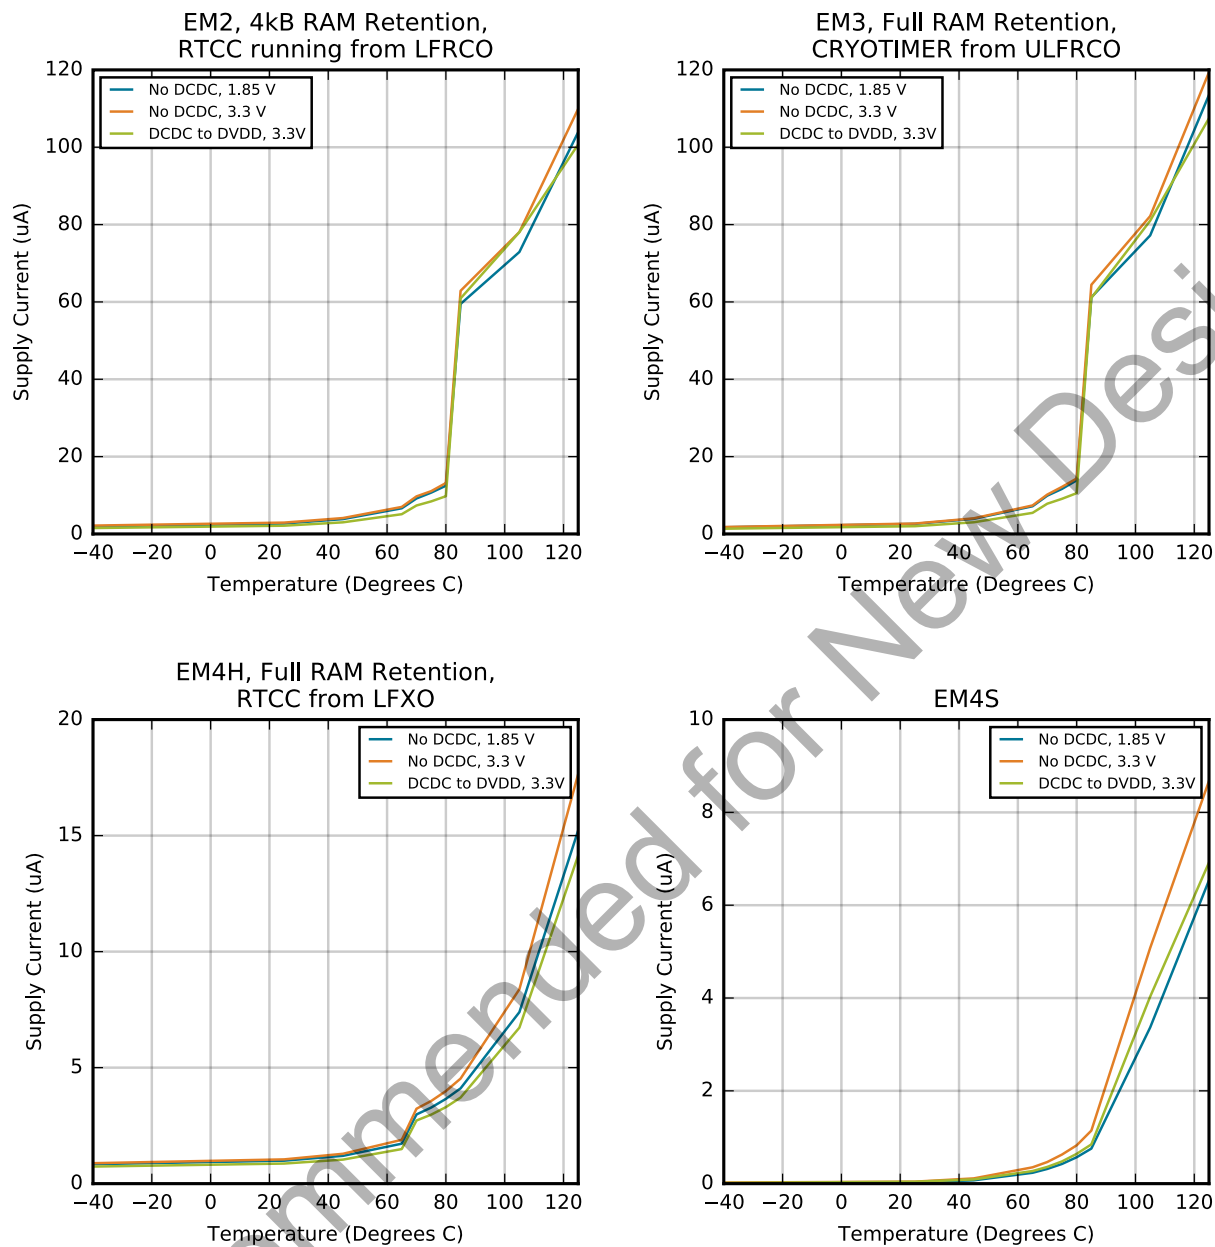 EM2, 4kB RAM Retention,
RTCC running from LFRCO
120
100
80
60
40
20
0
Supply Current (uA)
No DCDC, 1.85 V
No DCDC, 3.3 V
DCDC to DVDD, 3.3V
−40 −20 0 20 40 60 80 100 120
Temperature (Degrees C)
EM3, Full RAM Retention,
CRYOTIMER from ULFRCO
120
100
80
60
40
20
0
Supply Current (uA)
No DCDC, 1.85 V
No DCDC, 3.3 V
DCDC to DVDD, 3.3V
−40 −20 0 20 40 60 80 100 120
Temperature (Degrees C)
EM4H, Full RAM Retention,
RTCC from LFXO
20
15
10
5
0
Supply Current (uA)
No DCDC, 1.85 V
No DCDC, 3.3 V
DCDC to DVDD, 3.3V
−40 −20 0 20 40 60 80 100 120
Temperature (Degrees C)
EM4S
10
8
6
4
2
0
Supply Current (uA)
No DCDC, 1.85 V
No DCDC, 3.3 V
DCDC to DVDD, 3.3V
−40 −20 0 20 40 60 80 100 120
Temperature (Degrees C)
ommended for New Desi